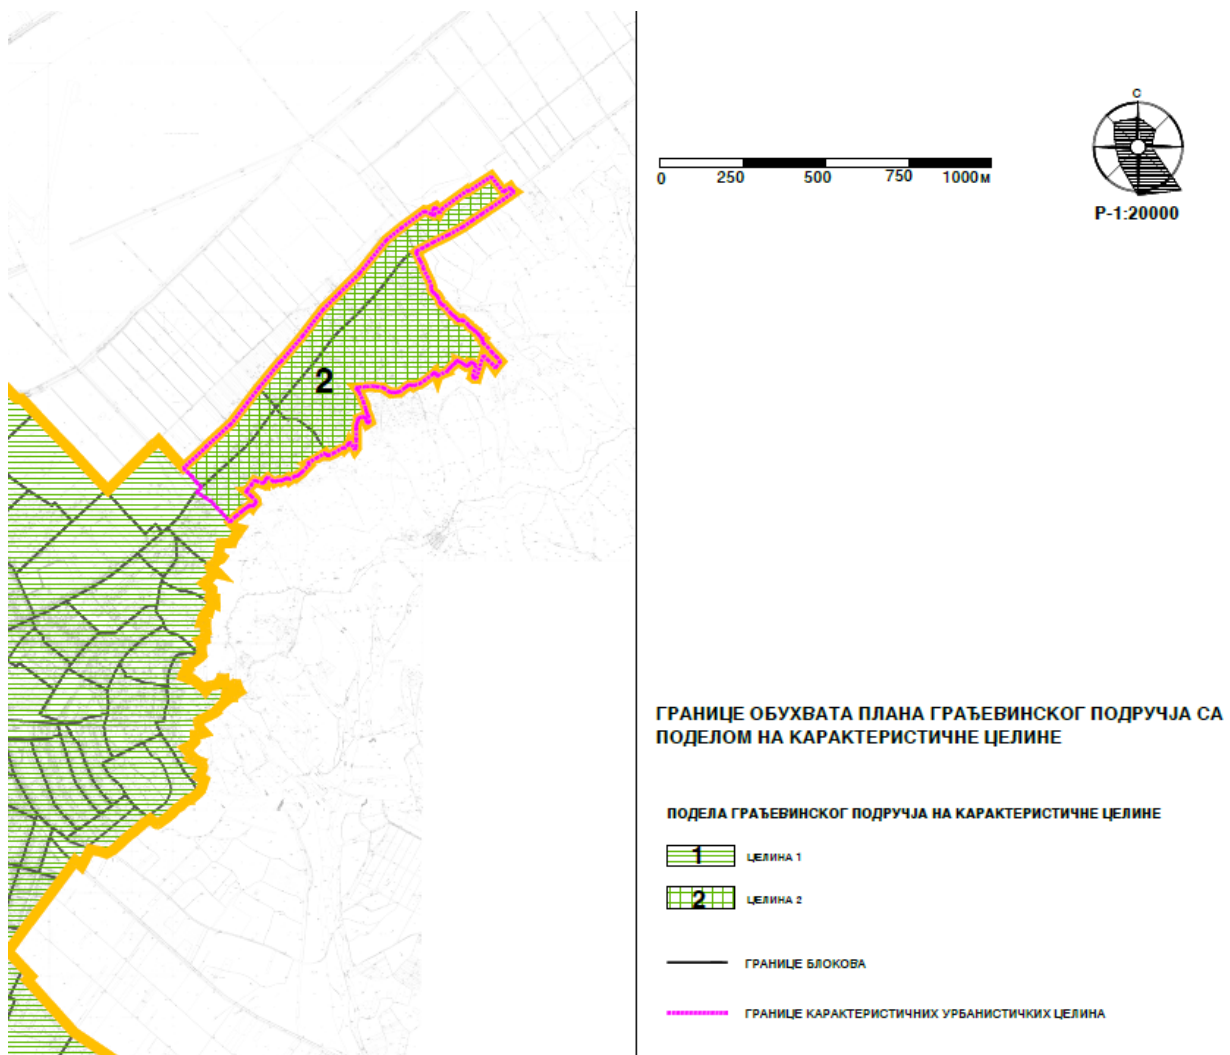 С
0 250 500 750 1000м
Р-1:20000
2
ГРАНИЦЕ ОБУХВАТА ПЛАНА ГРАЂЕВИНСКОГ ПОДРУЧЈА СА
ПОДЕЛОМ НА КАРАКТЕРИСТИЧНЕ ЦЕЛИНЕ
ПОДЕЛА ГРАЂЕВИНСКОГ ПОДРУЧЈА НА КАРАКТЕРИСТИЧНЕ ЦЕЛИНЕ
1 ЦЕЛИНА 1
2 ЦЕЛИНА 2
ГРАНИЦЕ БЛОКОВА
ГРАНИЦЕ КАРАКТЕРИСТИЧНИХ УРБАНИСТИЧКИХ ЦЕЛИНА